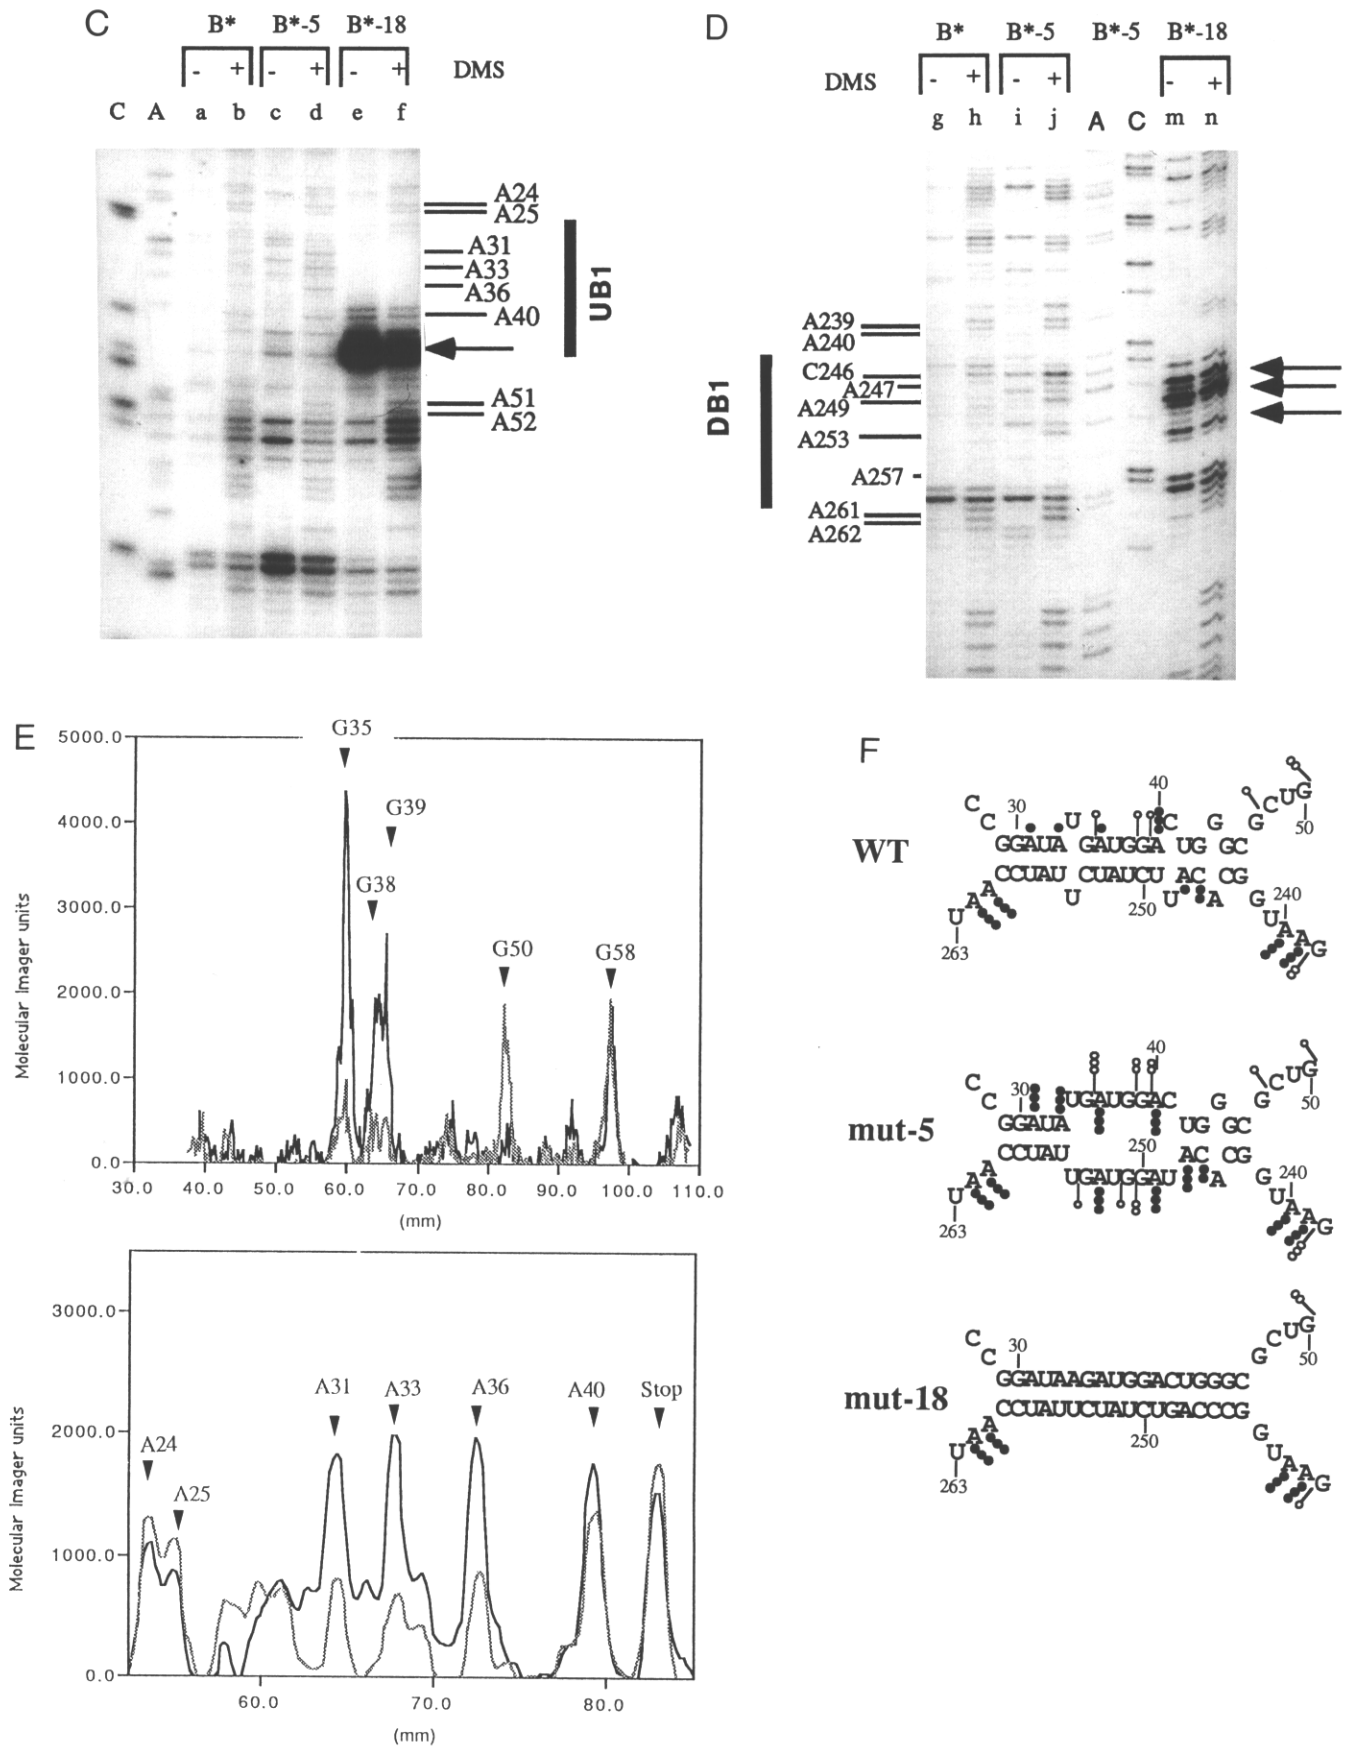 C
B* B*-5 B*-18
- + - + - + DMS
C A a b c d e f
A24
A25
A31
A33
A36
A40
A51
A52
UB1
D
B* B*-5 B*-5 B*-18
DMS - + - + - +
g h i j A C m n
A239
A240
C246
A247
A249
A253
A257
A261
A262
DB1
E
G35
G39
G38
G50
G58
5000.0
4000.0
3000.0
2000.0
1000.0
0.0
30.0 40.0 50.0 60.0 70.0 80.0 90.0 100.0 110.0
(mm)
Molecular Imager units
A24
A25
A31 A33 A36 A40 Stop
3000.0
2000.0
1000.0
0.0
60.0 70.0 80.0
(mm)
Molecular Imager units
F
WT
30 40 50
C C GGAUA U GAUGGA C UG G GC G C U G
CCUAU U CUAUCU U AC A CG G U A A G
A A U
263 250 240
mut-5
30 40 50
C C GGAUA UGAUGGAC UG G GC G C U G
CCUAU UGAUGGAU AC A CG G U A A G
A A U
263 250 240
mut-18
30 50
C C GGAUAAGAUGGACUGGGC G C U G
CCUAUUCUAUCUGACCCG G U A A G
A A U
263 250